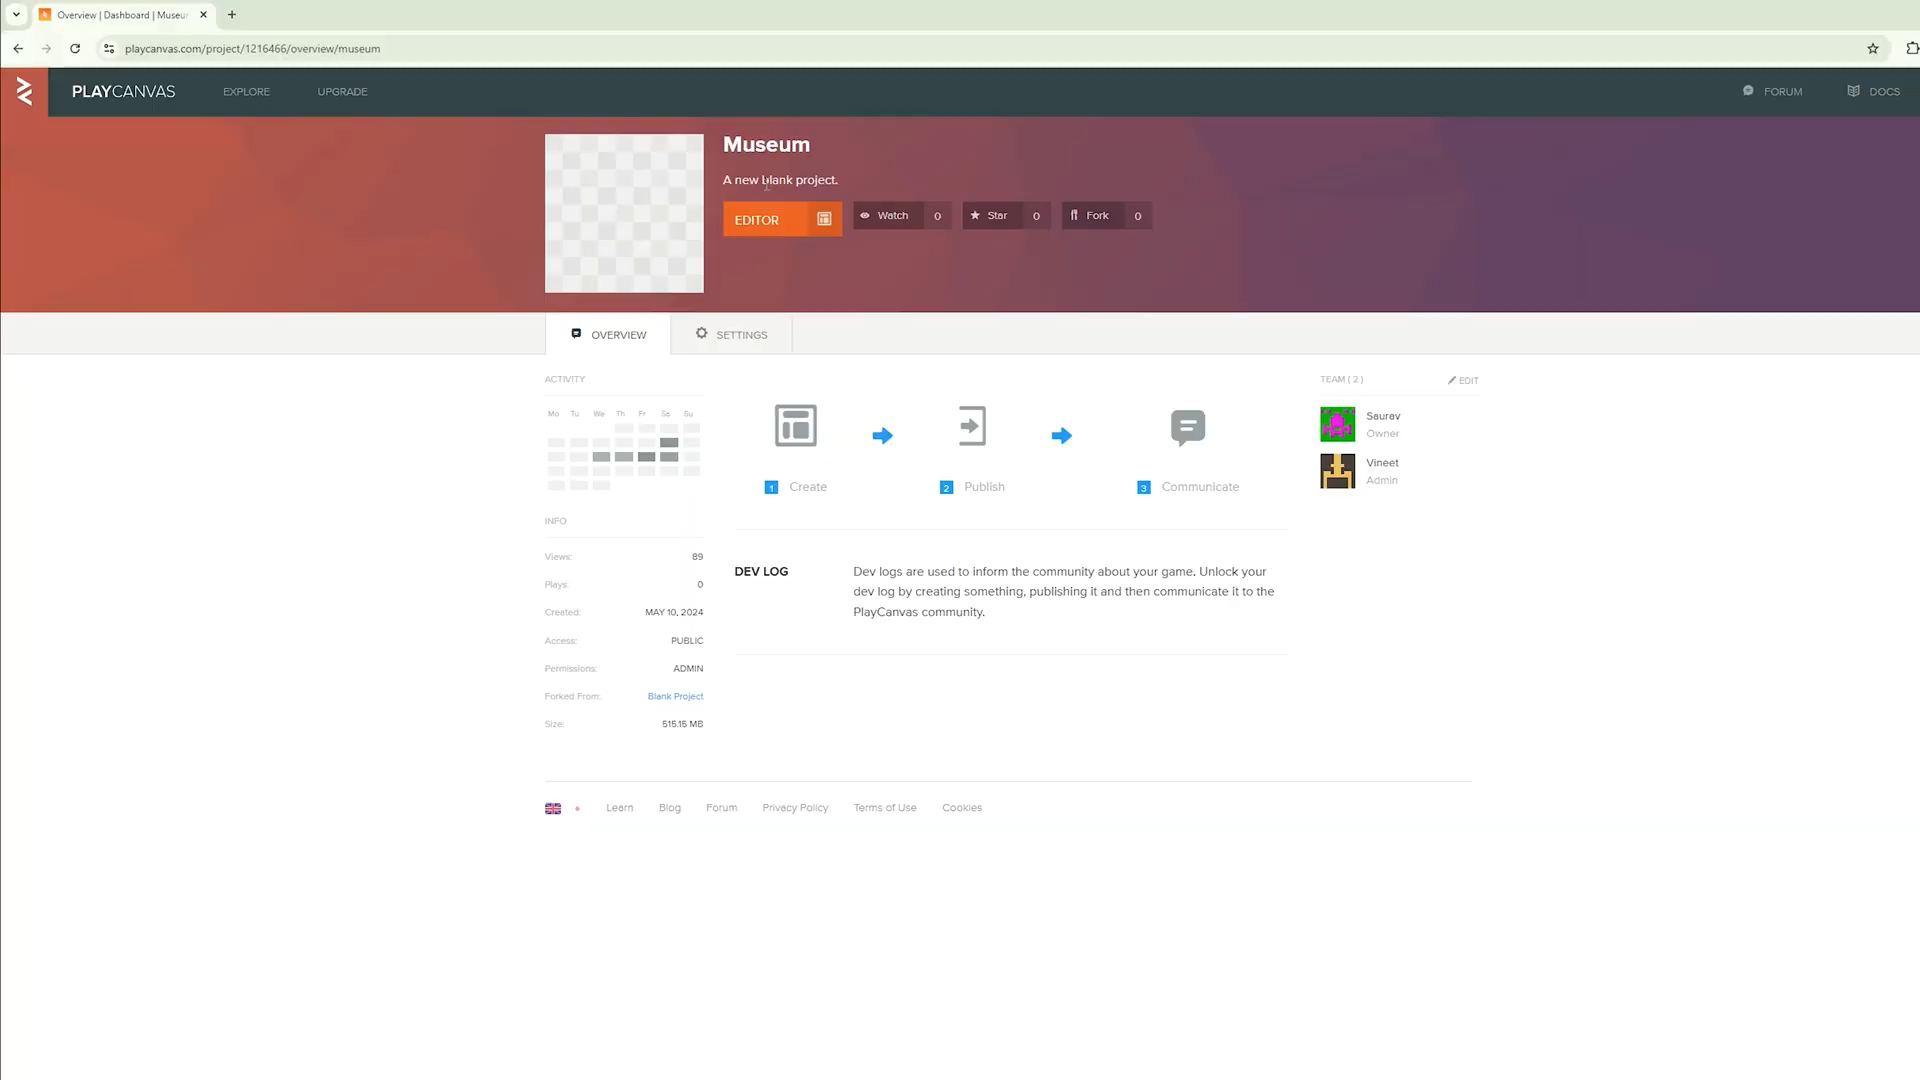 Overview | Dashboard | Museu
playcanvas.com/project/1216466/overview/museum
PLAYCANVAS EXPLORE UPGRADE FORUM DOCS
Museum
A new blank project.
EDITOR Watch 0 Star 0 Fork 0
OVERVIEW SETTINGS
ACTIVITY
Mo Tu We Th Fr Sa Su
1 Create 2 Publish 3 Communicate
TEAM ( 2 ) EDIT
Saurav
Owner
Vineet
Admin
INFO
Views: 89
Plays: 0
Created: MAY 10, 2024
Access: PUBLIC
Permissions: ADMIN
Forked From: Blank Project
Size: 515.15 MB
DEV LOG
Dev logs are used to inform the community about your game. Unlock your
dev log by creating something, publishing it and then communicate it to the
PlayCanvas community.
Learn Blog Forum Privacy Policy Terms of Use Cookies